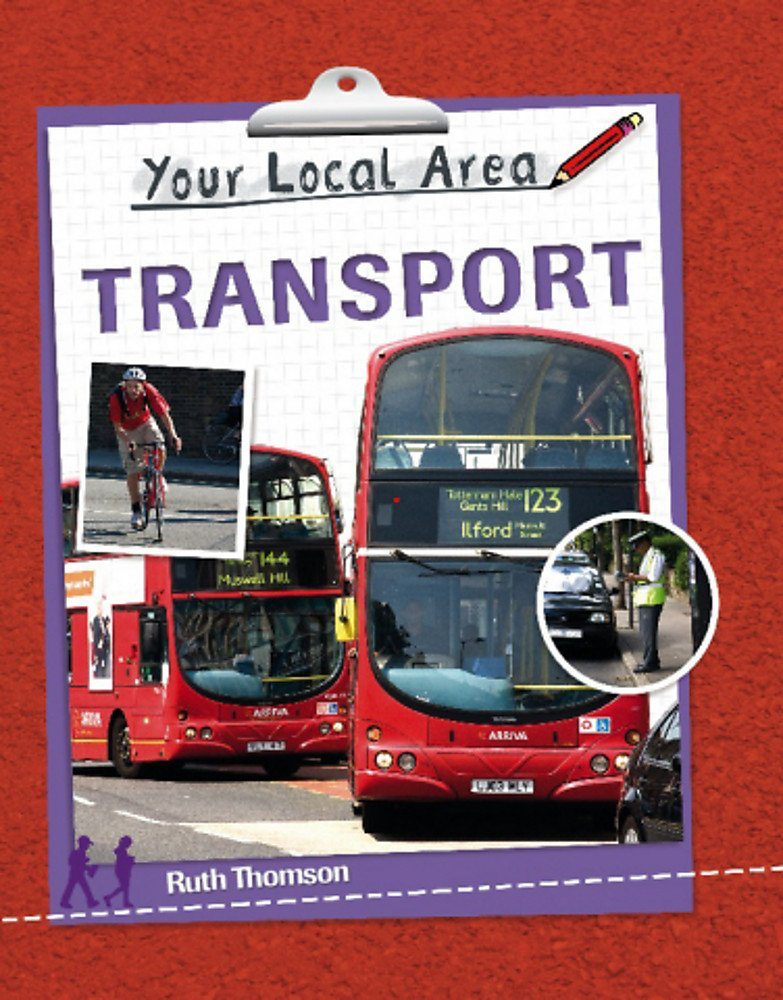 Your Local Area
TRANSPORT
Tottenham Hale
Gants Hill
123
Ilford
144
Muswell Hill
ARRIVA
ARRIVA
Ruth Thomson